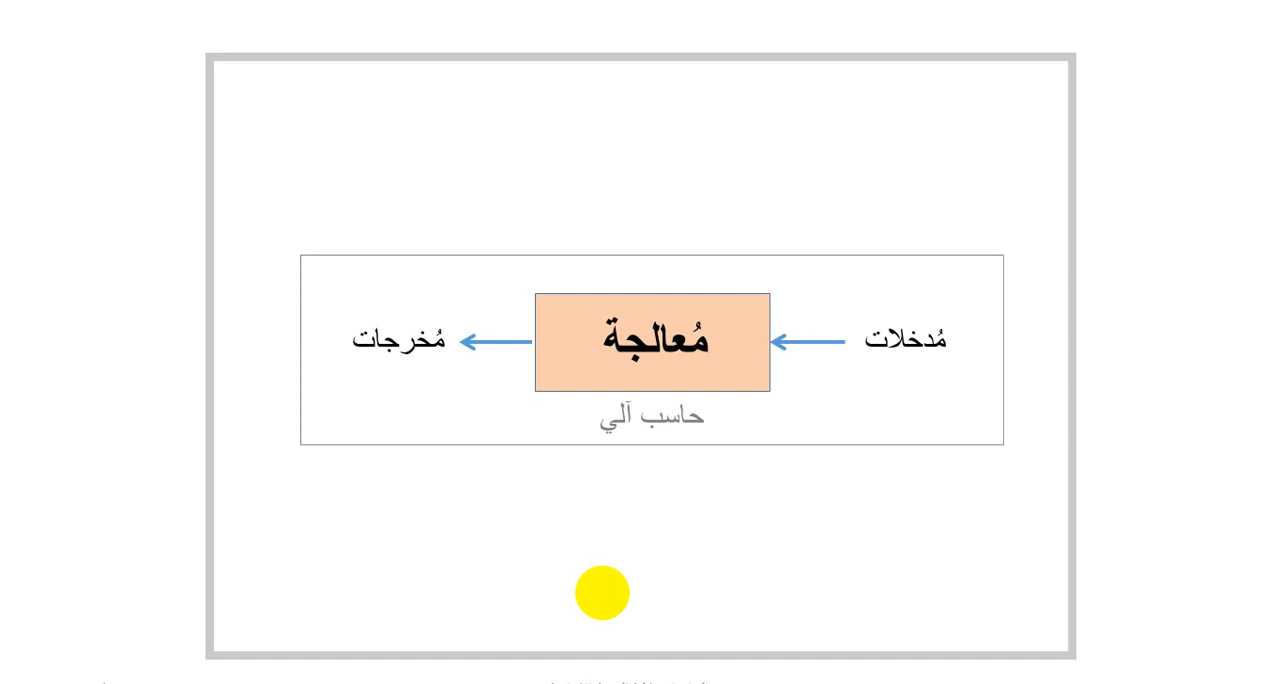 مُدخلات
مُعالجة
مُخرجات
حاسب آلي